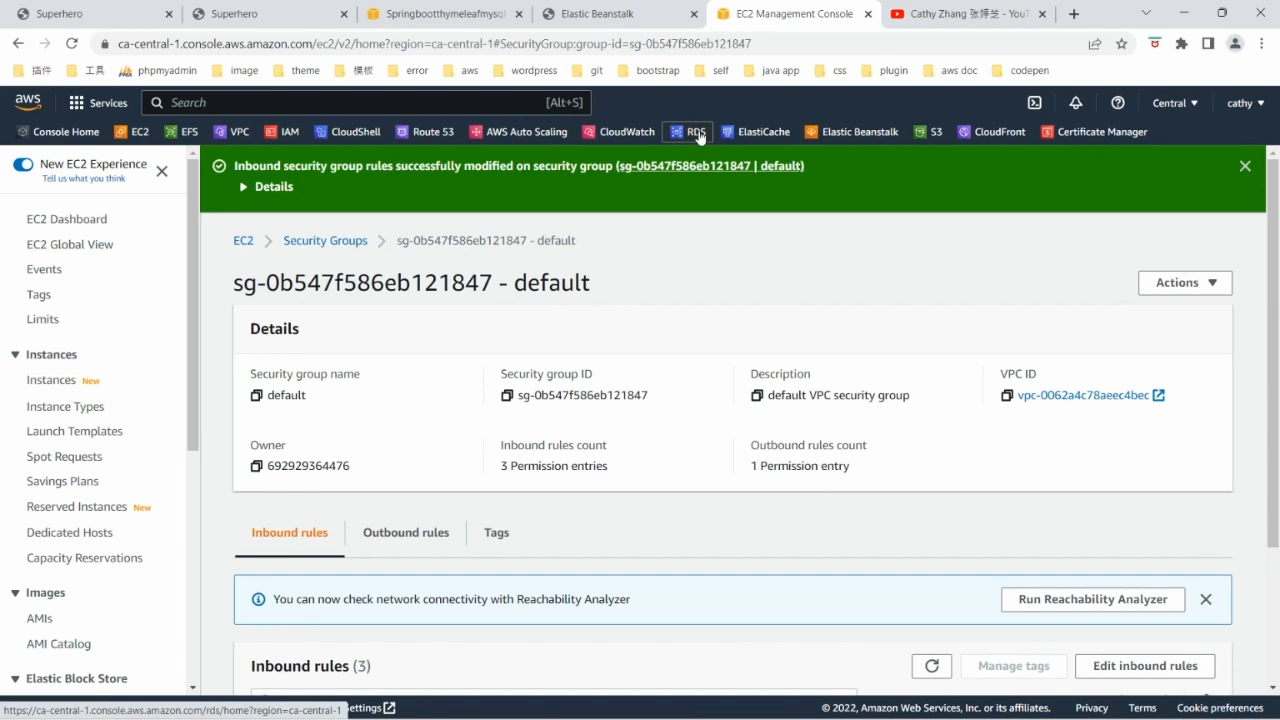 Superhero
Superhero
Springbootthymeleafmysql
Elastic Beanstalk
EC2 Management Console
Cathy Zhang 张婷芝 - YouT
ca-central-1.console.aws.amazon.com/ec2/v2/home?region=ca-central-1#SecurityGroup:group-id=sg-0b547f586eb121847
插件 工具 phpmyadmin image theme 模板 error aws wordpress git bootstrap self java app css plugin aws doc codepen
aws Services Search [Alt+S] Central cathy
Console Home EC2 EFS VPC IAM CloudShell Route 53 AWS Auto Scaling CloudWatch RDS ElastiCache Elastic Beanstalk S3 CloudFront Certificate Manager
New EC2 Experience
Tell us what you think
EC2 Dashboard
EC2 Global View
Events
Tags
Limits
Instances
Instances New
Instance Types
Launch Templates
Spot Requests
Savings Plans
Reserved Instances New
Dedicated Hosts
Capacity Reservations
Images
AMIs
AMI Catalog
Elastic Block Store
Inbound security group rules successfully modified on security group (sg-0b547f586eb121847 | default)
Details
EC2 Security Groups sg-0b547f586eb121847 - default
sg-0b547f586eb121847 - default
Actions
Details
Security group name
default
Security group ID
sg-0b547f586eb121847
Description
default VPC security group
VPC ID
vpc-0062a4c78aeec4bec
Owner
692929364476
Inbound rules count
3 Permission entries
Outbound rules count
1 Permission entry
Inbound rules Outbound rules Tags
You can now check network connectivity with Reachability Analyzer
Run Reachability Analyzer
Inbound rules (3)
Manage tags
Edit inbound rules
https://ca-central-1.console.aws.amazon.com/rds/home?region=ca-central-1
ettings
© 2022, Amazon Web Services, Inc. or its affiliates. Privacy Terms Cookie preferences